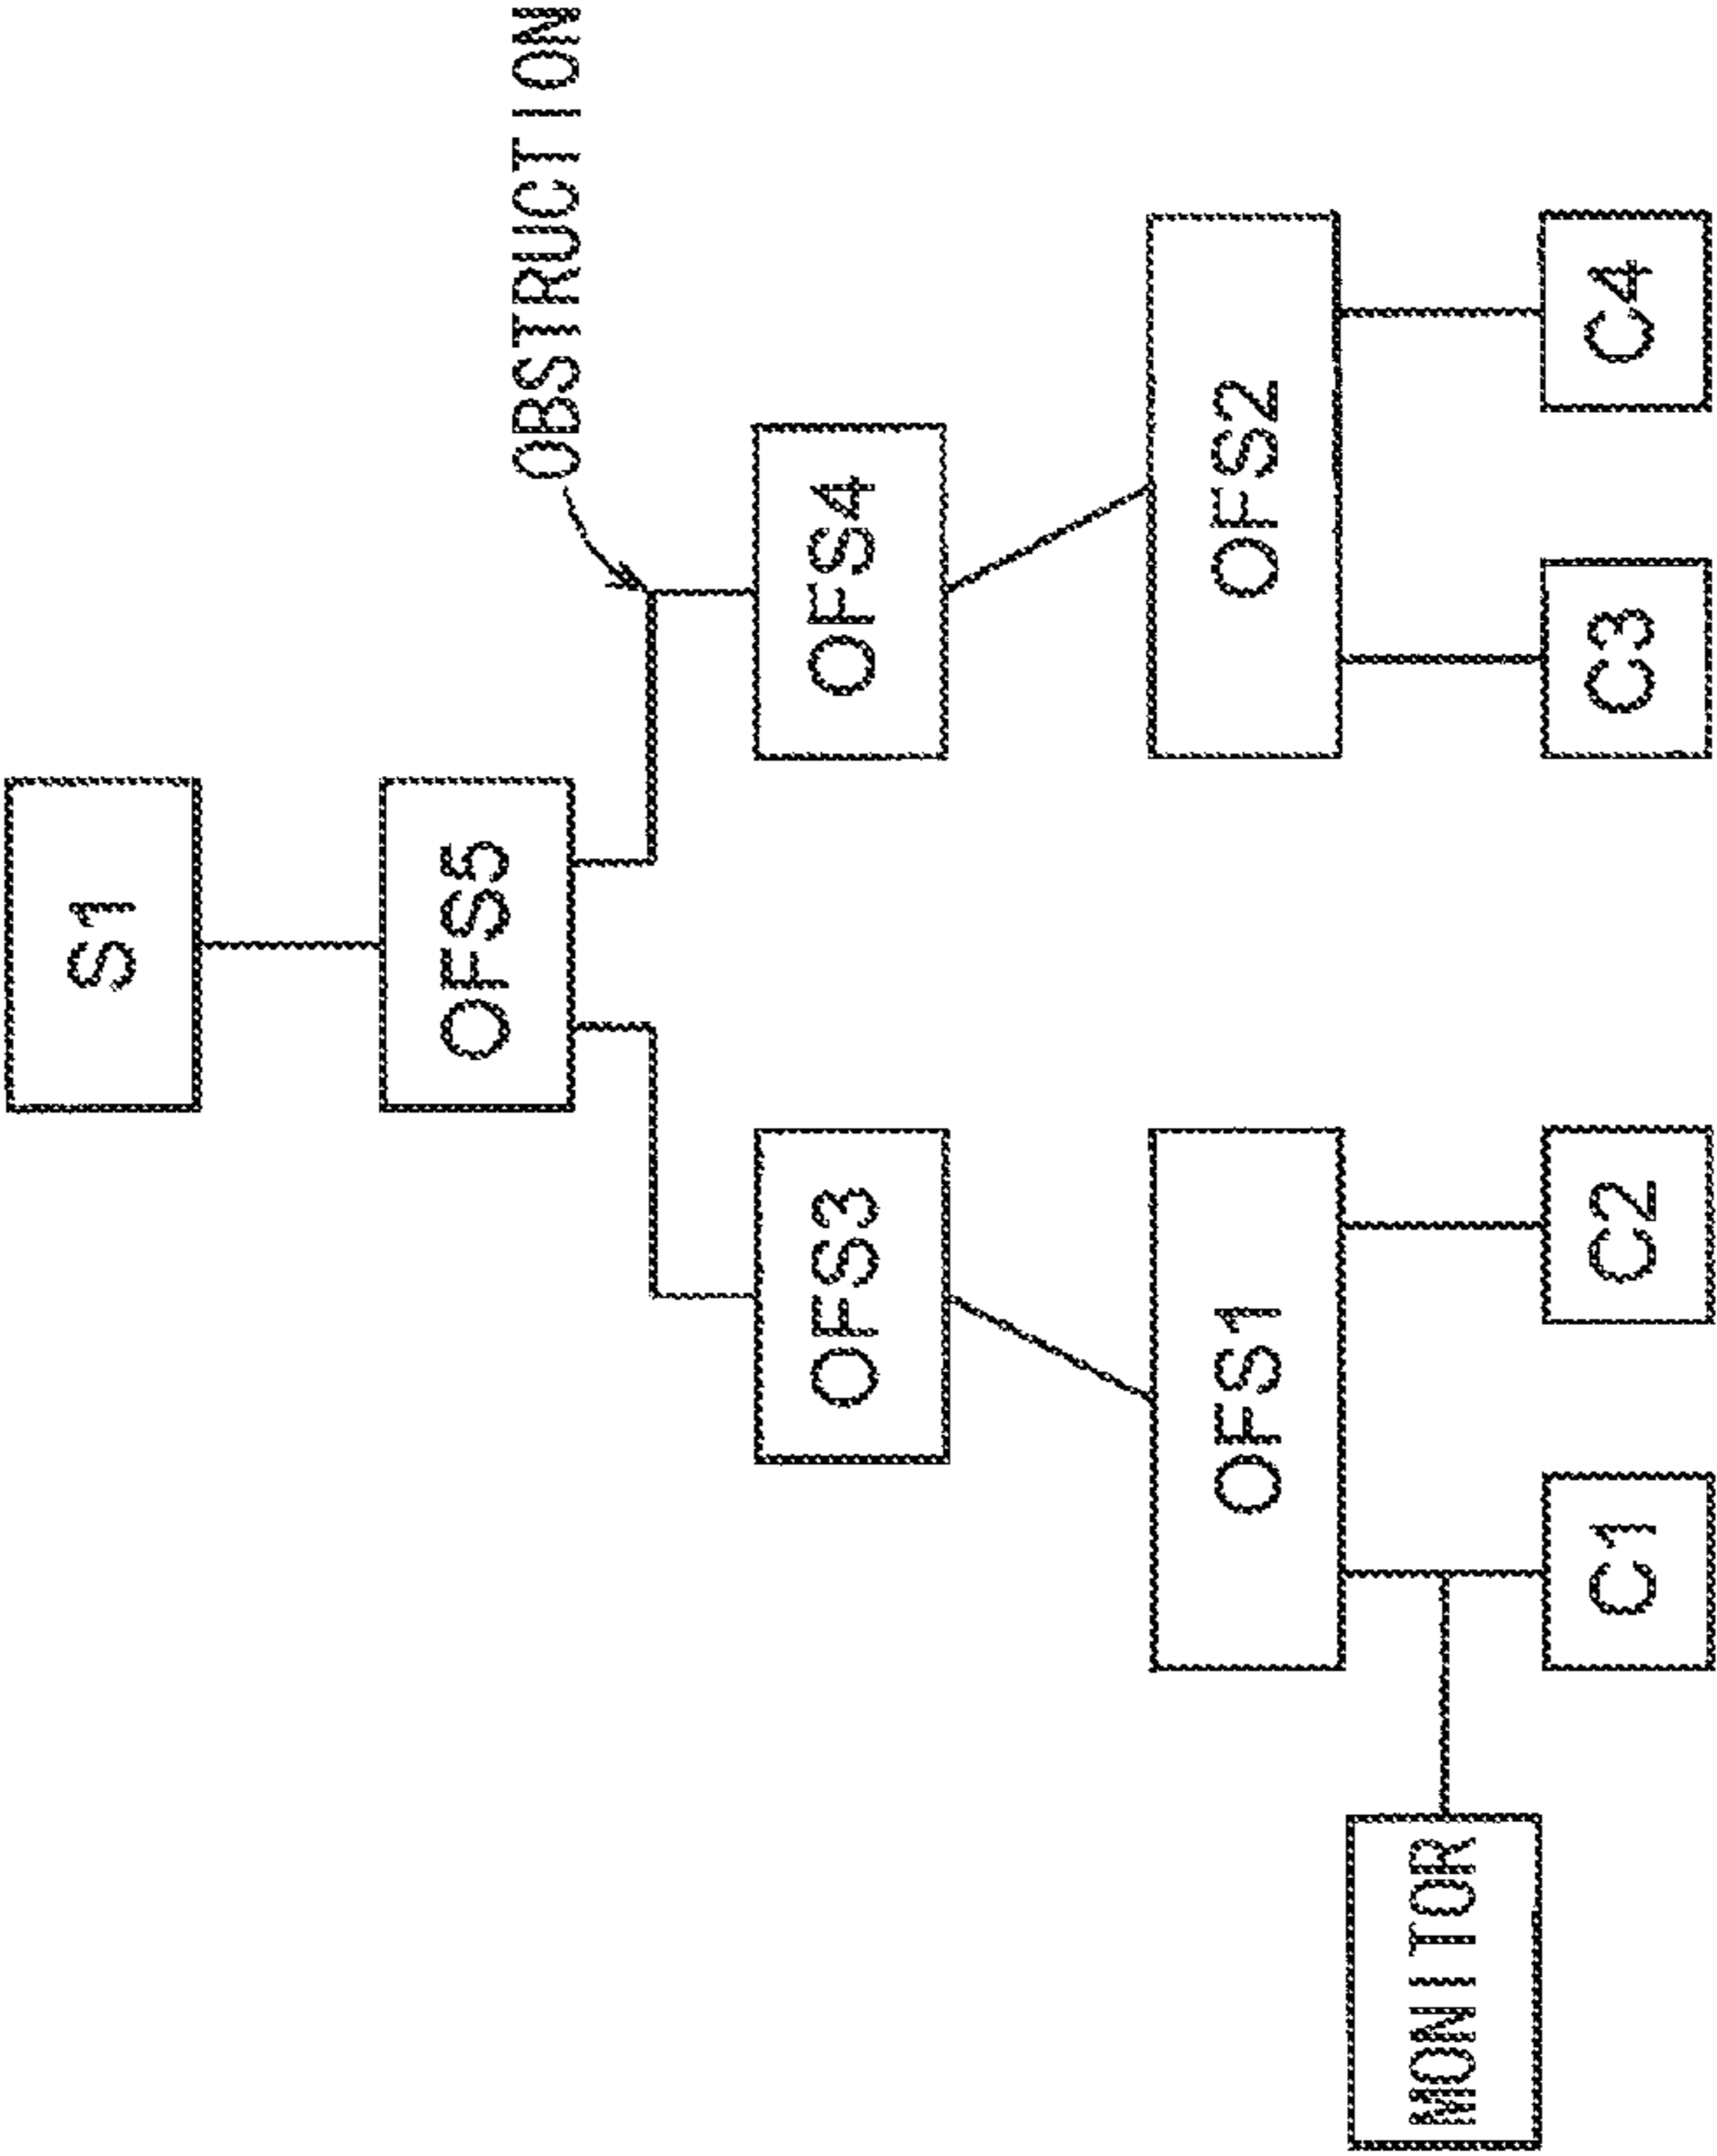 S1
OFS5
OBSTRUCTION
OFS3
OFS4
OFS1
OFS2
MONITOR
C1
C2
C3
C4